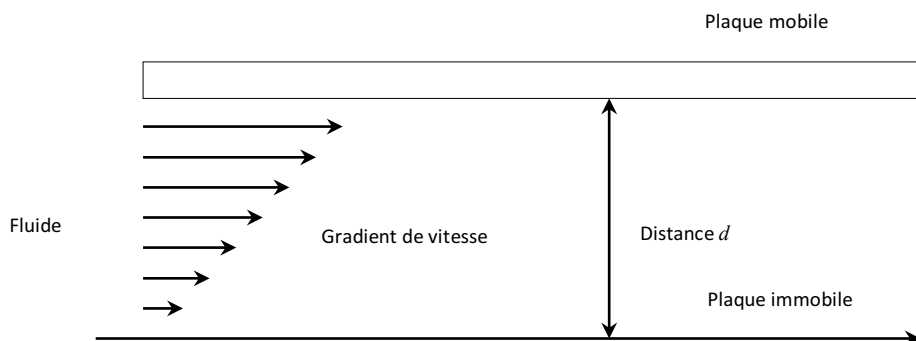 Plaque mobile
Fluide
Gradient de vitesse
Distance d
Plaque immobile